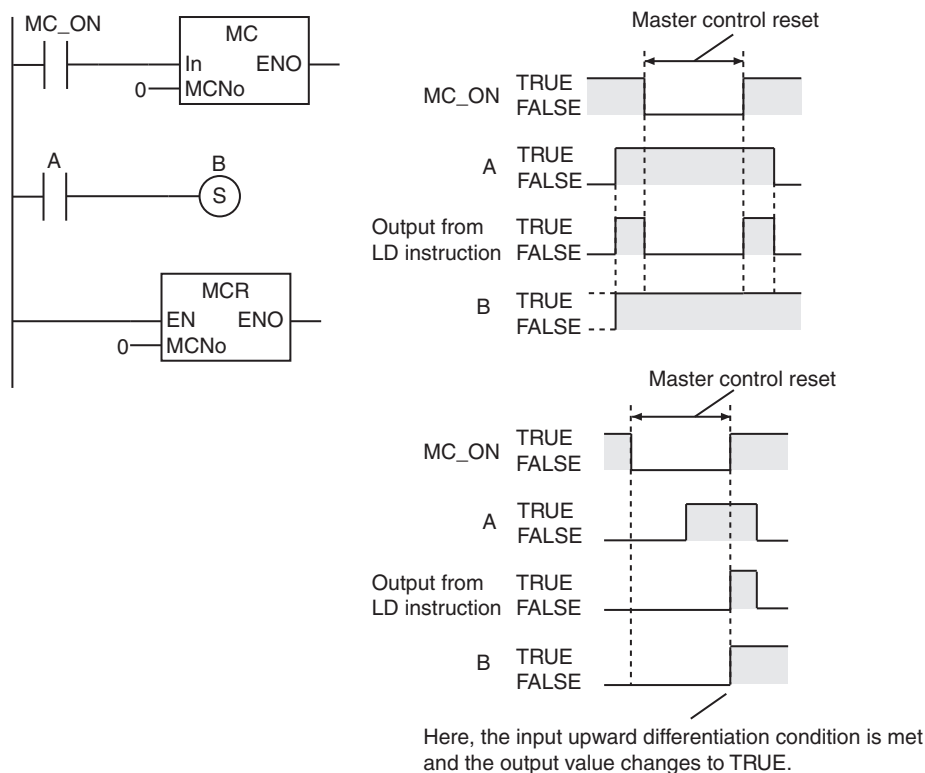 MC_ON
MC
In ENO
0 MCNo
A B
S
MCR
EN ENO
0 MCNo
Master control reset
MC_ON TRUE
FALSE
A TRUE
FALSE
Output from TRUE
LD instruction FALSE
B TRUE
FALSE
Master control reset
MC_ON TRUE
FALSE
A TRUE
FALSE
Output from TRUE
LD instruction FALSE
B TRUE
FALSE
Here, the input upward differentiation condition is met
and the output value changes to TRUE.